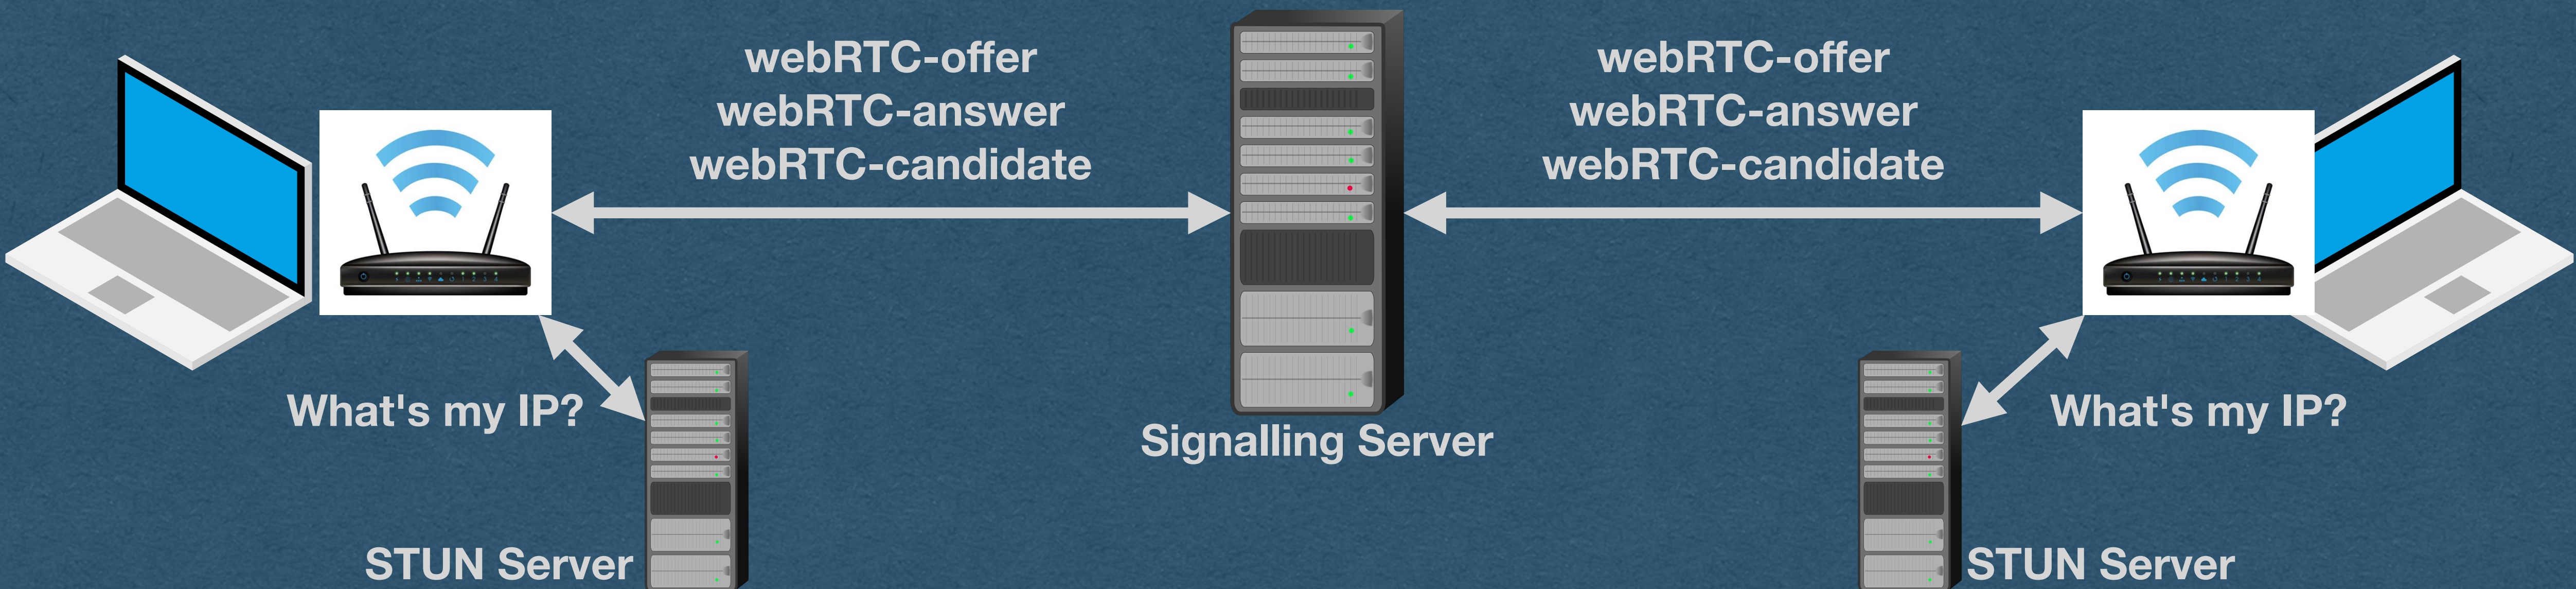 webRTC-offer
webRTC-answer
webRTC-candidate
webRTC-offer
webRTC-answer
webRTC-candidate
What's my IP?
Signalling Server
What's my IP?
STUN Server
STUN Server